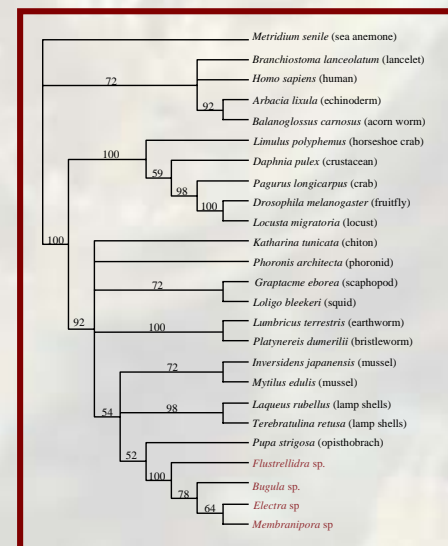 Metridium senile (sea anemone)
Branchiostoma lanceolatum (lancelet)
72
Homo sapiens (human)
Arbacia lixula (echinoderm)
92
Balanoglossus carnosus (acorn worm)
Limulus polyphemus (horseshoe crab)
100
Daphnia pulex (crustacean)
59
Pagurus longicarpus (crab)
98
Drosophila melanogaster (fruitfly)
100
Locusta migratoria (locust)
100
Katharina tunicata (chiton)
Phoronis architecta (phoronid)
Graptacme eborea (scaphopod)
72
Loligo bleekeri (squid)
Lumbricus terrestris (earthworm)
92
100
Platynereis dumerilii (bristleworm)
Inversidens japanensis (mussel)
72
Mytilus edulis (mussel)
Laqueus rubellus (lamp shells)
98
Terebratulina retusa (lamp shells)
54
Pupa strigosa (opisthobrach)
52
Flustrellidra sp.
100
Bugula sp.
78
Electra sp
64
Membranipora sp